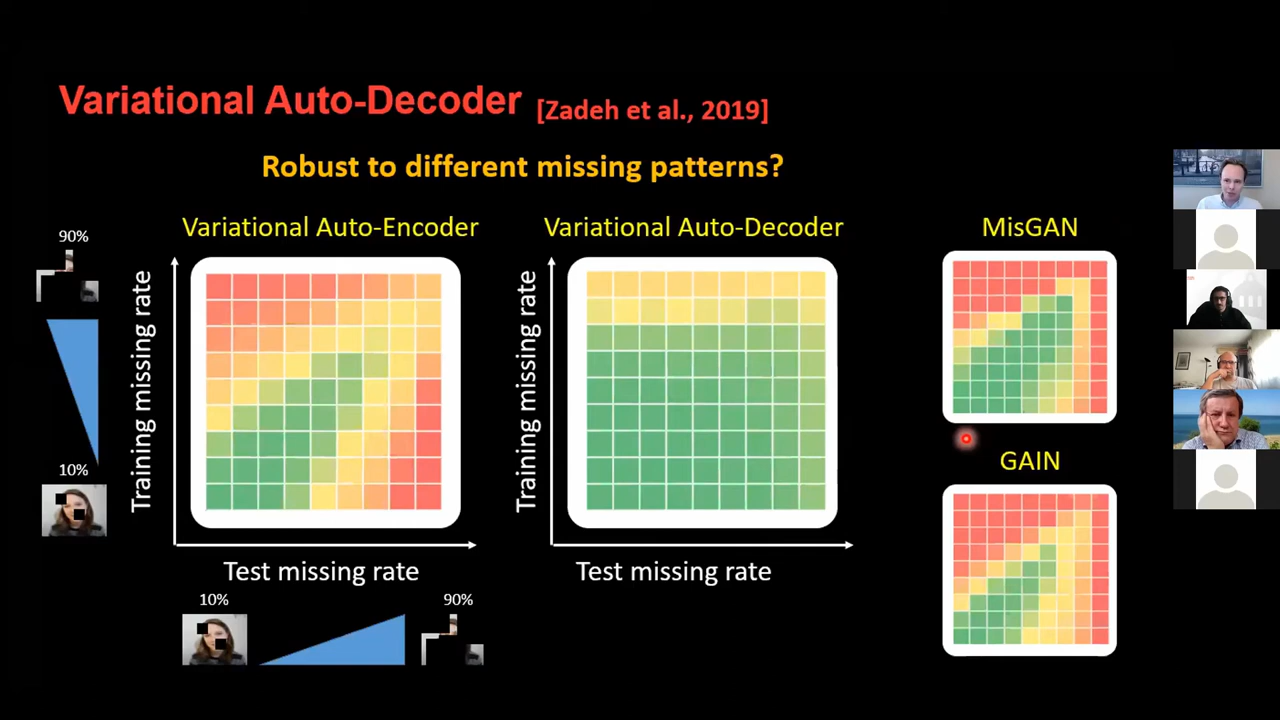 Variational Auto-Decoder [Zadeh et al., 2019]
Robust to different missing patterns?
Variational Auto-Encoder
Variational Auto-Decoder
MisGAN
90%
Training missing rate
10%
Training missing rate
GAIN
Test missing rate
Test missing rate
10%
90%